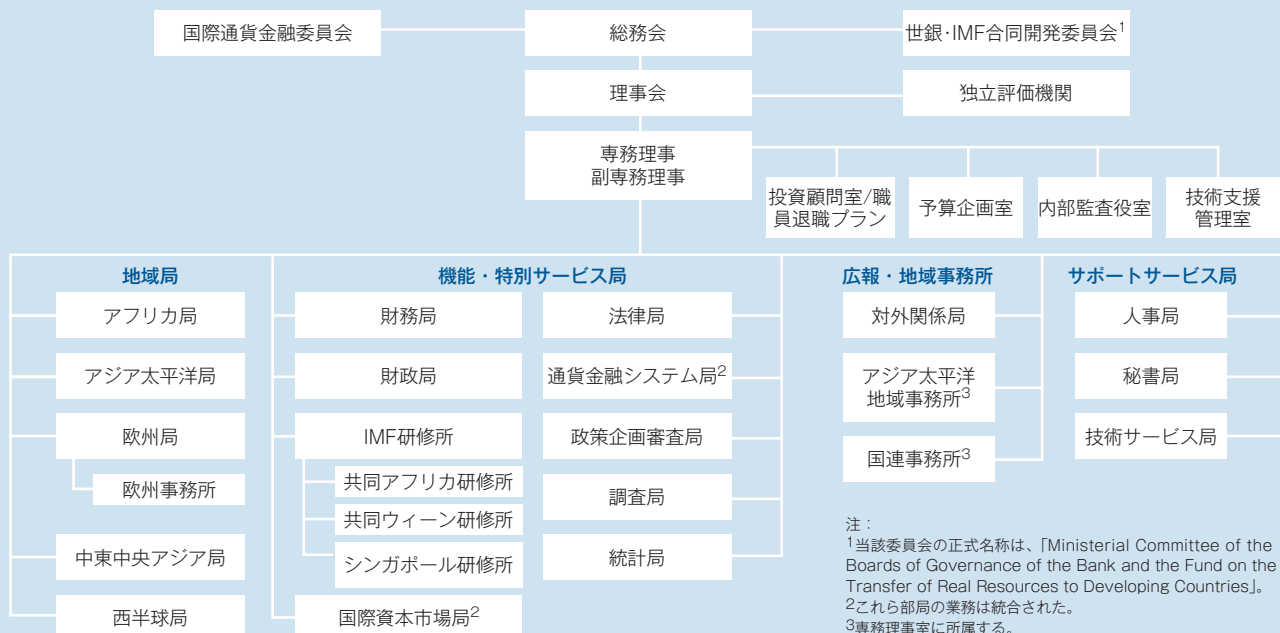 国際通貨金融委員会
総務会
世銀・IMF合同開発委員会1
理事会
独立評価機関
専務理事
副専務理事
投資顧問室/職
員退職プラン
予算企画室
内部監査役室
技術支援
管理室
地域局
アフリカ局
アジア太平洋局
欧州局
欧州事務所
中東中央アジア局
西半球局
機能・特別サービス局
財務局
財政局
IMF研修所
共同アフリカ研修所
共同ウィーン研修所
シンガポール研修所
国際資本市場局2
法律局
通貨金融システム局2
政策企画審査局
調査局
統計局
広報・地域事務所
対外関係局
アジア太平洋
地域事務所3
国連事務所3
サポートサービス局
人事局
秘書局
技術サービス局
注：
1当該委員会の正式名称は、「Ministerial Committee of the
Boards of Governance of the Bank and the Fund on the
Transfer of Real Resources to Developing Countries」。
2これら部局の業務は統合された。
3専務理事室に所属する。